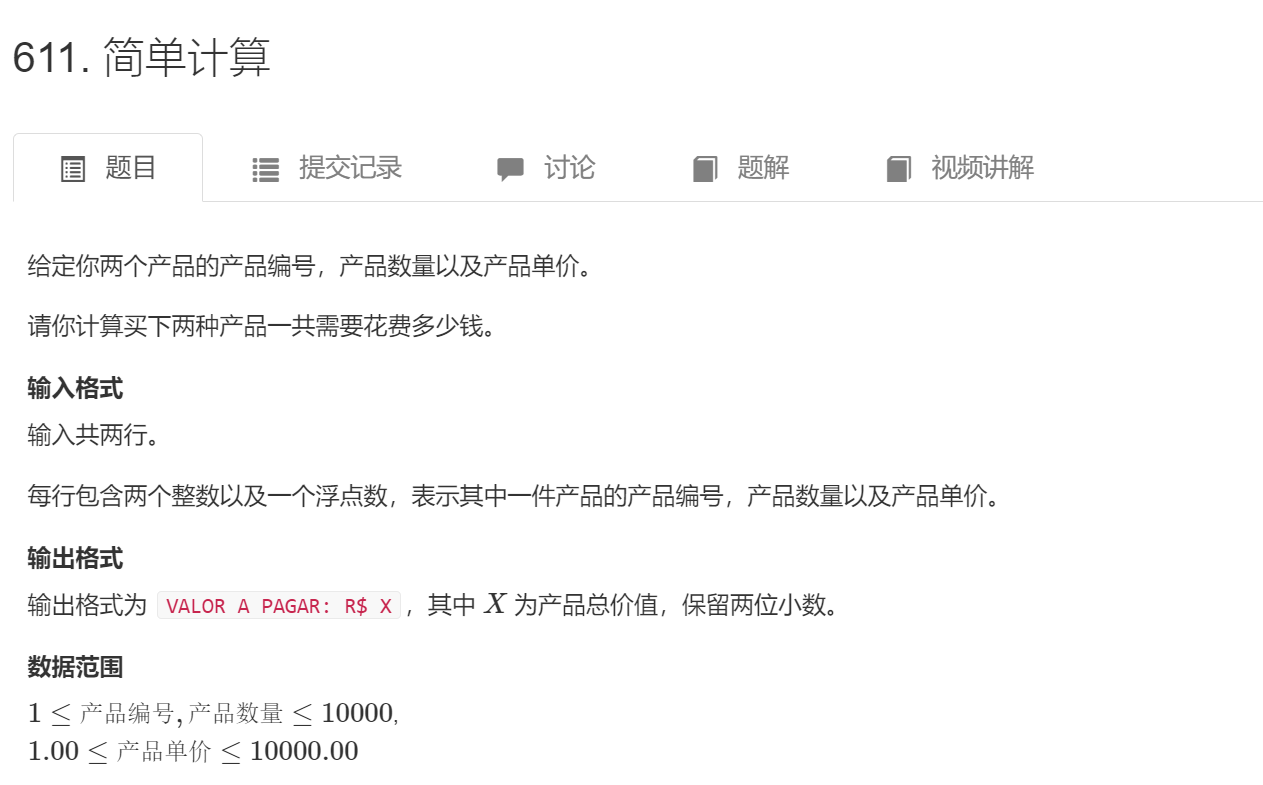 611. 简单计算
题目 提交记录 讨论 题解 视频讲解
给定你两个产品的产品编号，产品数量以及产品单价。
请你计算买下两种产品一共需要花费多少钱。
输入格式
输入共两行。
每行包含两个整数以及一个浮点数，表示其中一件产品的产品编号，产品数量以及产品单价。
输出格式
输出格式为 VALOR A PAGAR: R$ X，其中 X 为产品总价值，保留两位小数。
数据范围
1 ≤ 产品编号, 产品数量 ≤ 10000,
1.00 ≤ 产品单价 ≤ 10000.00